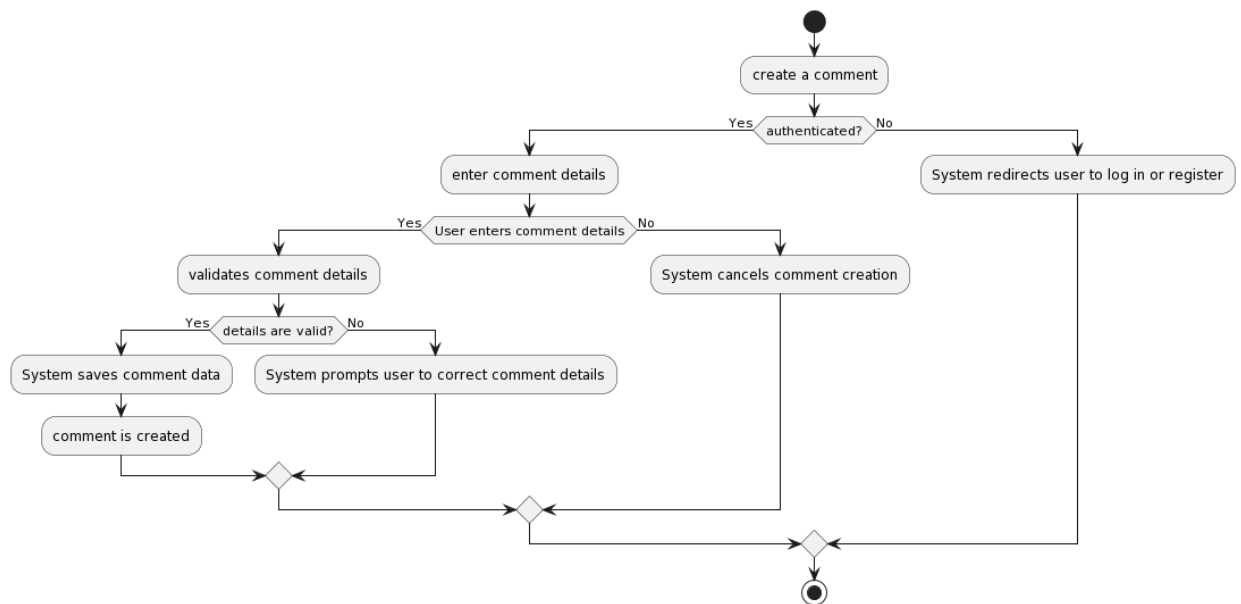 create a comment
Yes
authenticated?
No
enter comment details
System redirects user to log in or register
Yes
User enters comment details
No
validates comment details
System cancels comment creation
Yes
details are valid?
No
System saves comment data
System prompts user to correct comment details
comment is created